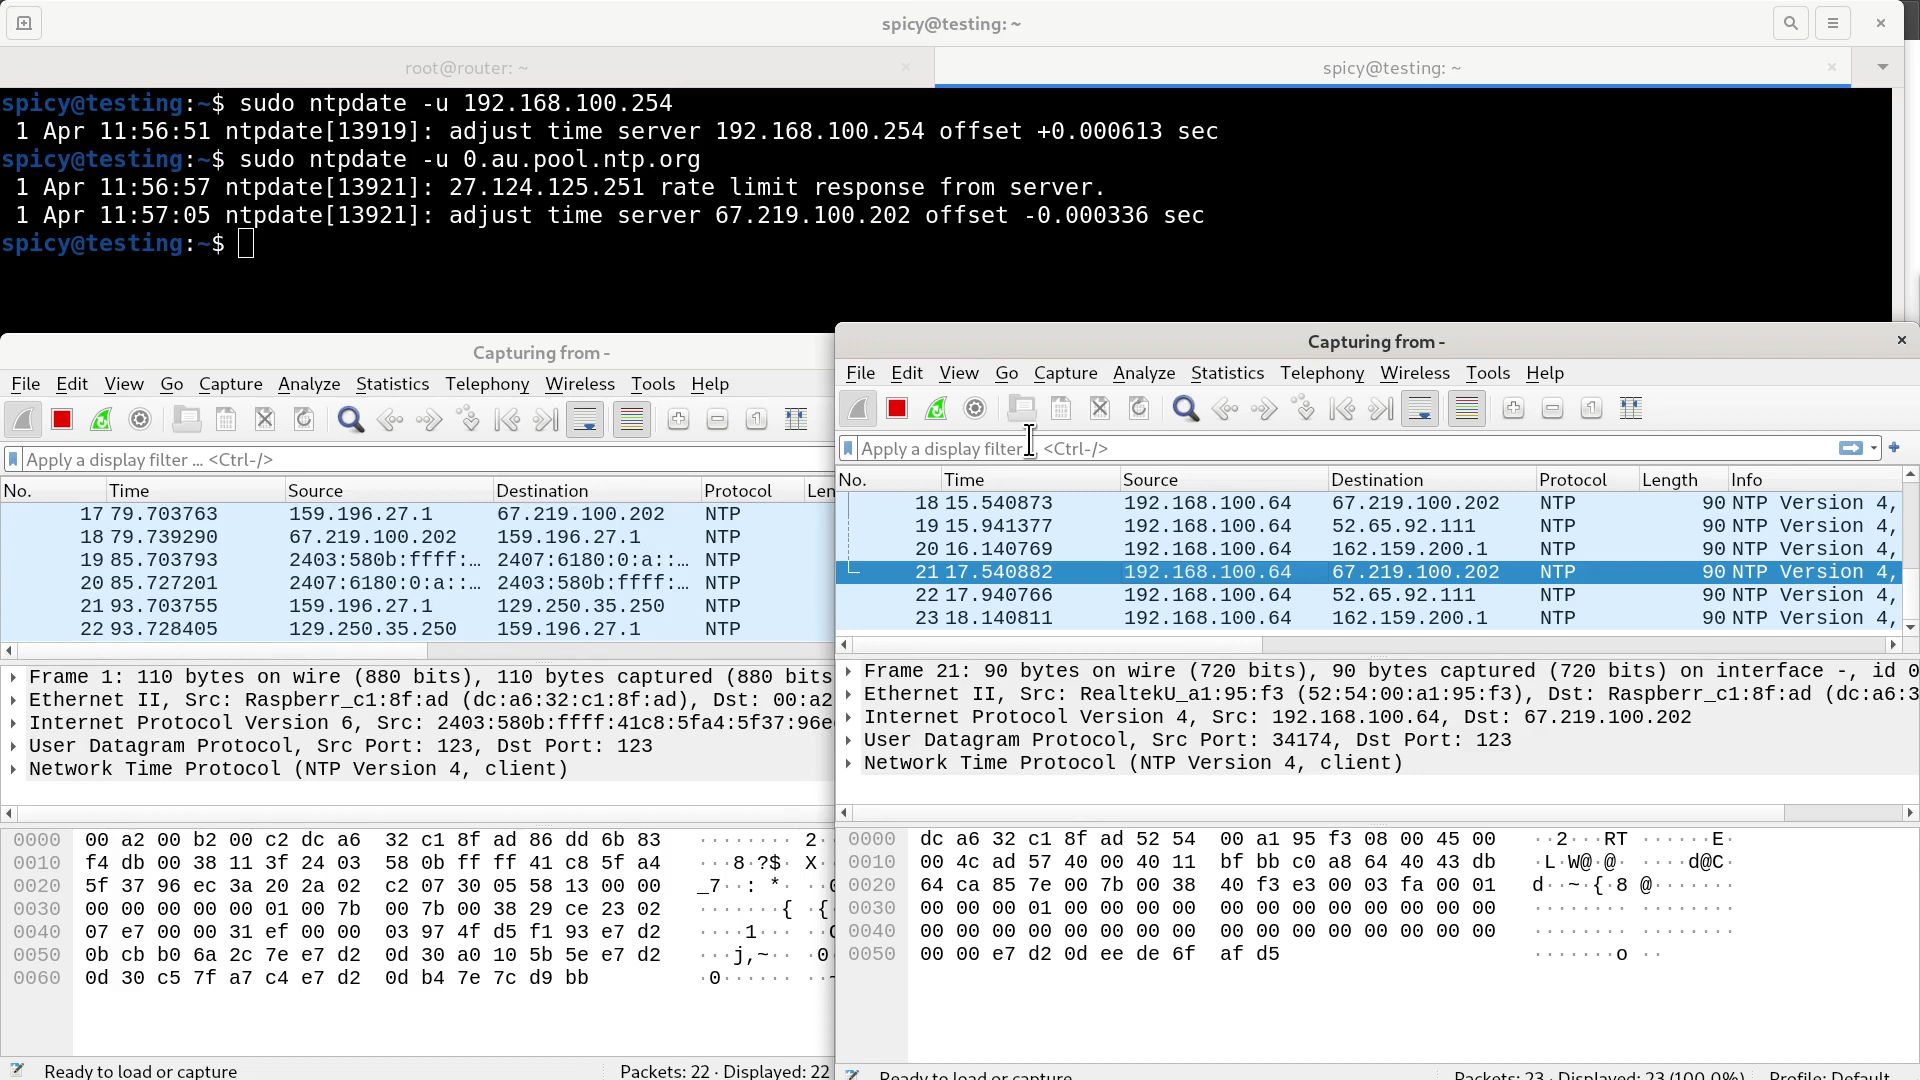 spicy@testing: ~
root@router: ~
spicy@testing: ~
spicy@testing:~$ sudo ntpdate -u 192.168.100.254
1 Apr 11:56:51 ntpdate[13919]: adjust time server 192.168.100.254 offset +0.000613 sec
spicy@testing:~$ sudo ntpdate -u 0.au.pool.ntp.org
1 Apr 11:56:57 ntpdate[13921]: 27.124.125.251 rate limit response from server.
1 Apr 11:57:05 ntpdate[13921]: adjust time server 67.219.100.202 offset -0.000336 sec
spicy@testing:~$
Capturing from -
File Edit View Go Capture Analyze Statistics Telephony Wireless Tools Help
Apply a display filter … <Ctrl-/>
No. Time Source Destination Protocol Len
17 79.703763 159.196.27.1 67.219.100.202 NTP
18 79.739290 67.219.100.202 159.196.27.1 NTP
19 85.703793 2403:580b:ffff:… 2407:6180:0:a::… NTP
20 85.727201 2407:6180:0:a::… 2403:580b:ffff:… NTP
21 93.703755 159.196.27.1 129.250.35.250 NTP
22 93.728405 129.250.35.250 159.196.27.1 NTP
Frame 1: 110 bytes on wire (880 bits), 110 bytes captured (880 bits
Ethernet II, Src: Raspberr_c1:8f:ad (dc:a6:32:c1:8f:ad), Dst: 00:a2
Internet Protocol Version 6, Src: 2403:580b:ffff:41c8:5fa4:5f37:96e
User Datagram Protocol, Src Port: 123, Dst Port: 123
Network Time Protocol (NTP Version 4, client)
0000 00 a2 00 b2 00 c2 dc a6 32 c1 8f ad 86 dd 6b 83 ········ 2·
0010 f4 db 00 38 11 3f 24 03 58 0b ff ff 41 c8 5f a4 ···8·?$· X·
0020 5f 37 96 ec 3a 20 2a 02 c2 07 30 05 58 13 00 00 _7··: *·
0030 00 00 00 00 00 01 00 7b 00 7b 00 38 29 ce 23 02 ·······{ ·{
0040 07 e7 00 00 31 ef 00 00 03 97 4f d5 f1 93 e7 d2 ····1···
0050 0b cb b0 6a 2c 7e e7 d2 0d 30 a0 10 5b 5e e7 d2 ···j,~·· ·0
0060 0d 30 c5 7f a7 c4 e7 d2 0d b4 7e 7c d9 bb ·0······ ··~
Ready to load or capture Packets: 22 · Displayed: 22
Capturing from -
File Edit View Go Capture Analyze Statistics Telephony Wireless Tools Help
Apply a display filter … <Ctrl-/>
No. Time Source Destination Protocol Length Info
18 15.540873 192.168.100.64 67.219.100.202 NTP 90 NTP Version 4,
19 15.941377 192.168.100.64 52.65.92.111 NTP 90 NTP Version 4,
20 16.140769 192.168.100.64 162.159.200.1 NTP 90 NTP Version 4,
21 17.540882 192.168.100.64 67.219.100.202 NTP 90 NTP Version 4,
22 17.940766 192.168.100.64 52.65.92.111 NTP 90 NTP Version 4,
23 18.140811 192.168.100.64 162.159.200.1 NTP 90 NTP Version 4,
Frame 21: 90 bytes on wire (720 bits), 90 bytes captured (720 bits) on interface -, id 0
Ethernet II, Src: RealtekU_a1:95:f3 (52:54:00:a1:95:f3), Dst: Raspberr_c1:8f:ad (dc:a6:3
Internet Protocol Version 4, Src: 192.168.100.64, Dst: 67.219.100.202
User Datagram Protocol, Src Port: 34174, Dst Port: 123
Network Time Protocol (NTP Version 4, client)
0000 dc a6 32 c1 8f ad 52 54 00 a1 95 f3 08 00 45 00 ··2···RT ······E·
0010 00 4c ad 57 40 00 40 11 bf bb c0 a8 64 40 43 db ·L·W@·@· ····d@C·
0020 64 ca 85 7e 00 7b 00 38 40 f3 e3 00 03 fa 00 01 d··~·{·8 @·······
0030 00 00 00 01 00 00 00 00 00 00 00 00 00 00 00 00 ········ ········
0040 00 00 00 00 00 00 00 00 00 00 00 00 00 00 00 00 ········ ········
0050 00 00 e7 d2 0d ee de 6f af d5 ·······o ··
Ready to load or capture Packets: 23 · Displayed: 23 (100.0%) Profile: Default